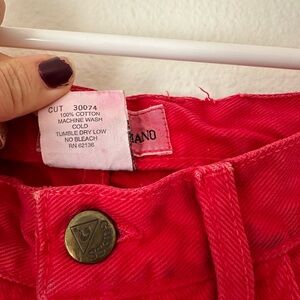 CUT 30074
100% COTTON
MACHINE WASH
COLD
TUMBLE DRY LOW
NO BLEACH
RN 62136